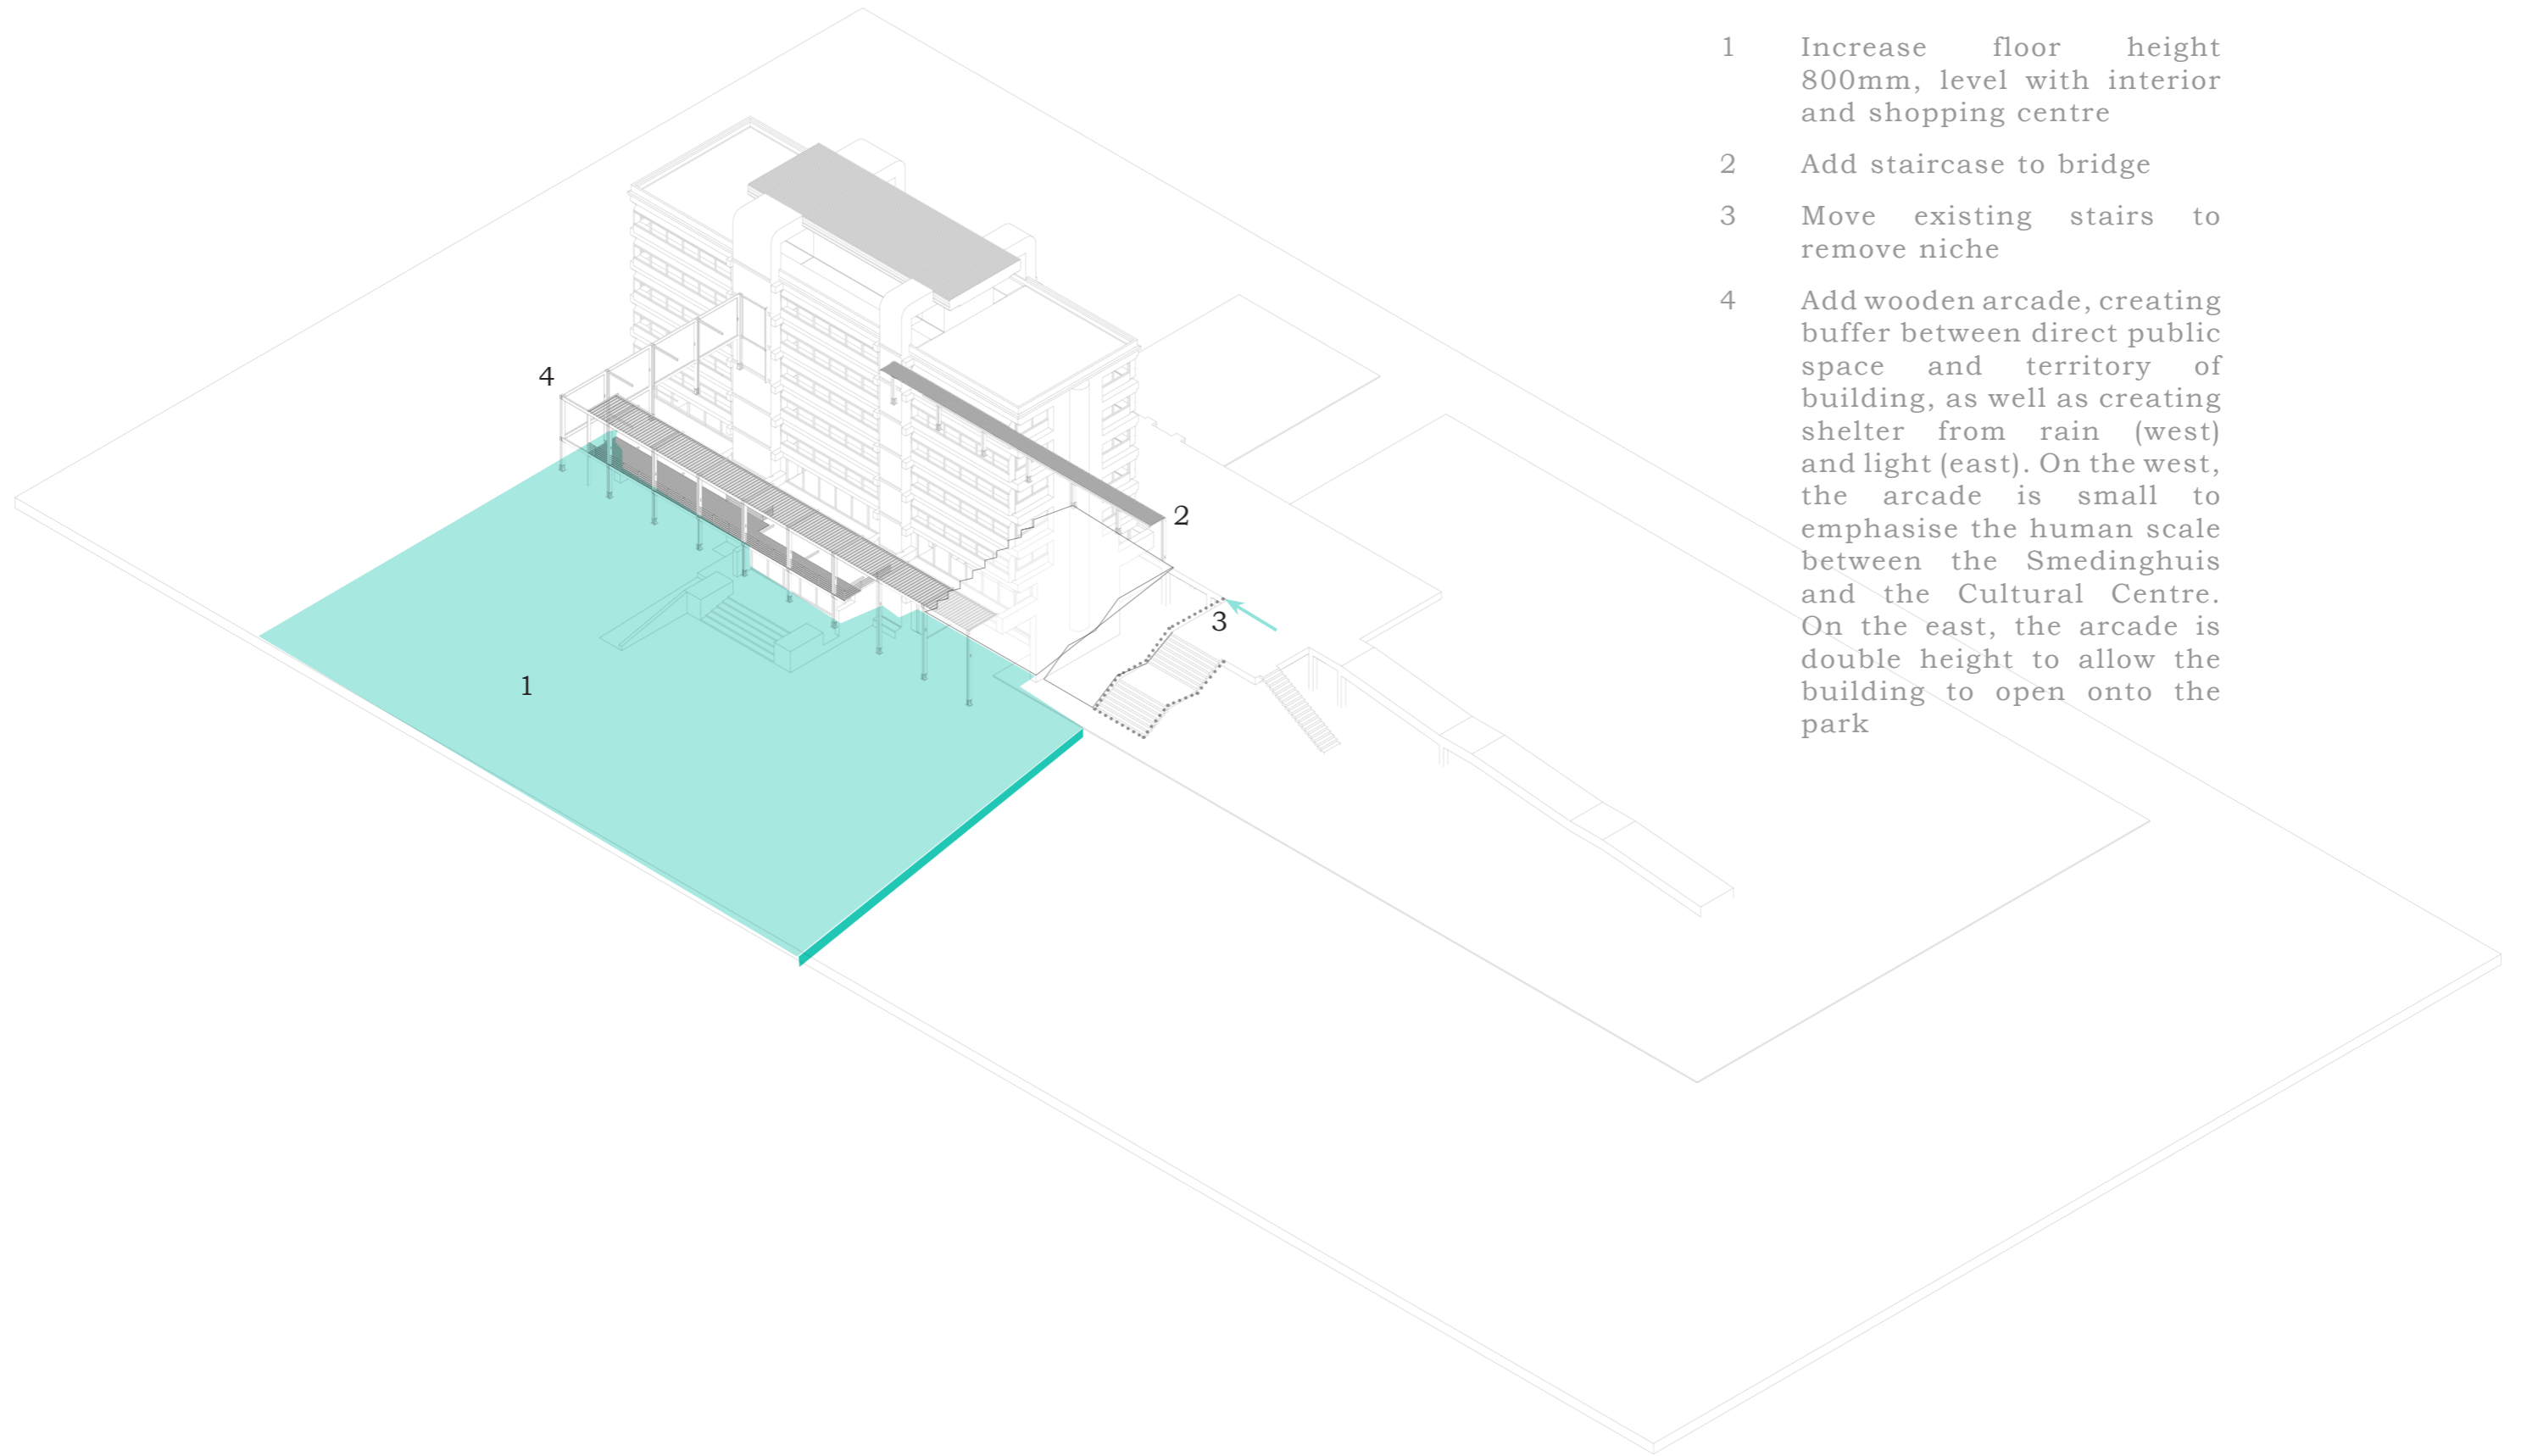 1 Increase floor height
800mm, level with interior
and shopping centre
2 Add staircase to bridge
3 Move existing stairs to
remove niche
4 Add wooden arcade, creating
buffer between direct public
space and territory of
building, as well as creating
shelter from rain (west)
and light (east). On the west,
the arcade is small to
emphasise the human scale
between the Smedinghuis
and the Cultural Centre.
On the east, the arcade is
double height to allow the
building to open onto the
park
4
2
3
1